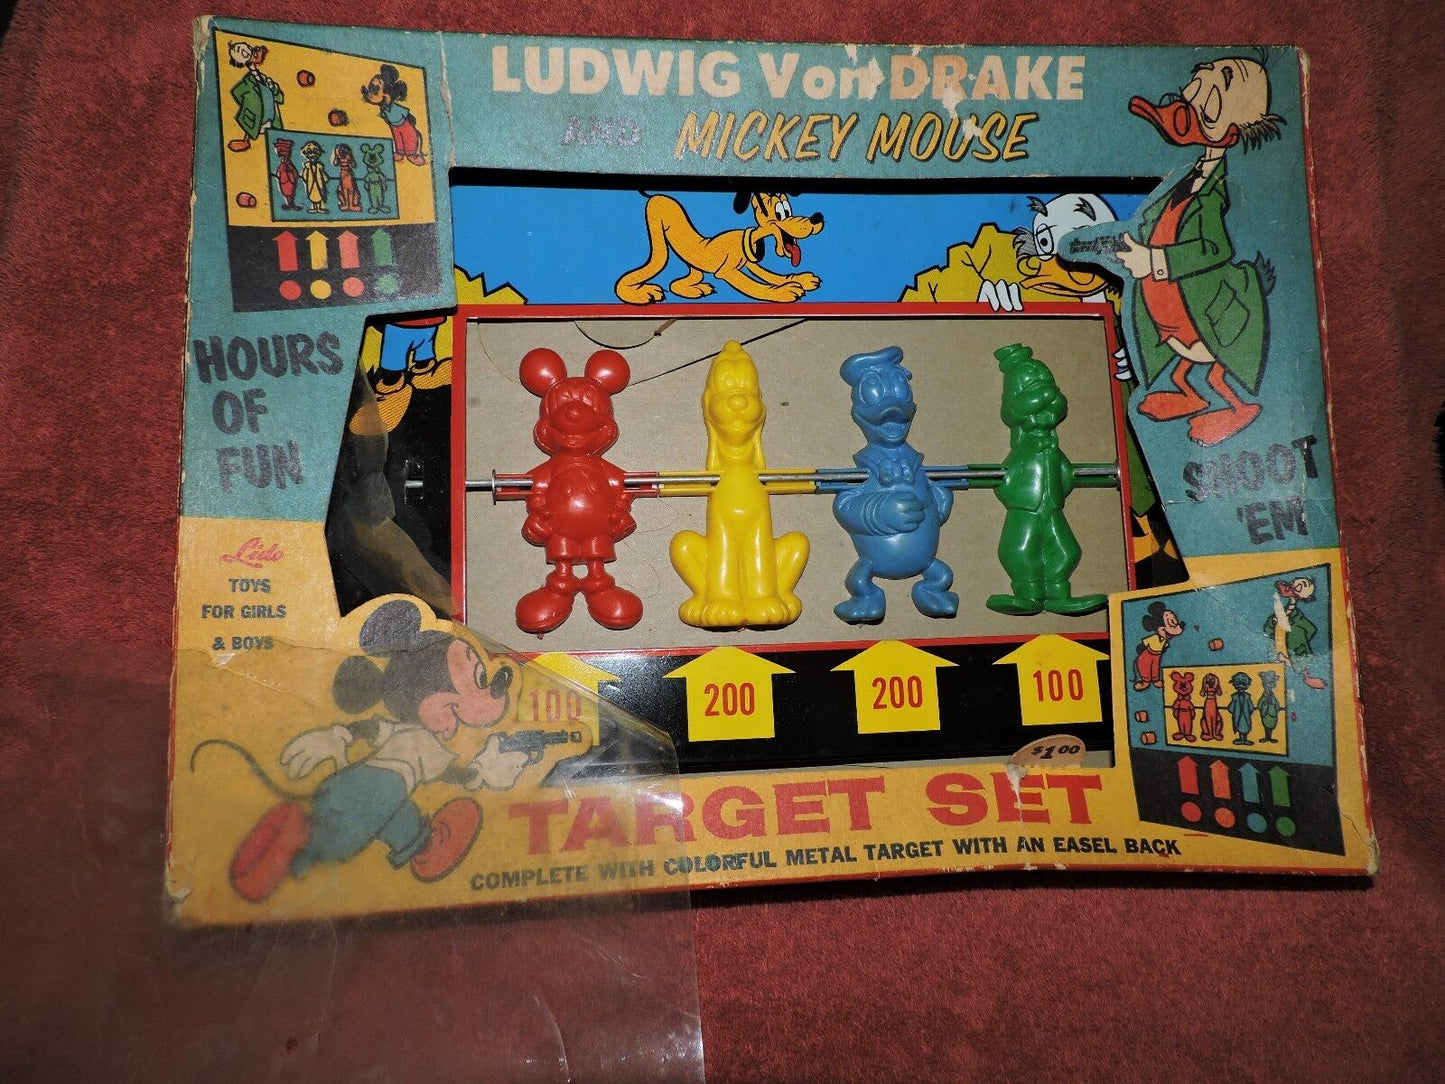 LUDWIG Von DRAKE
AND MICKEY MOUSE
HOURS
OF
FUN
SHOOT
'EM
Lido
TOYS
FOR GIRLS
& BOYS
100
200
200
100
$1.00
TARGET SET
COMPLETE WITH COLORFUL METAL TARGET WITH AN EASEL BACK